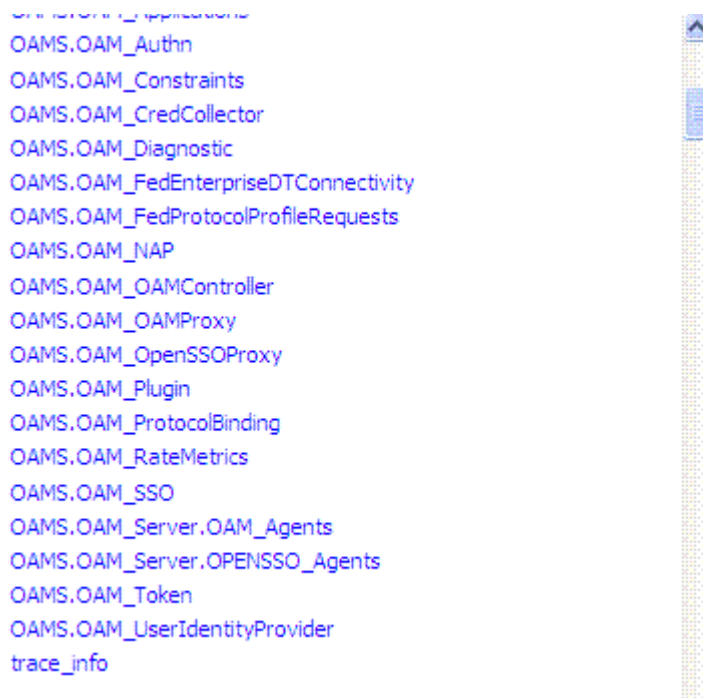 OAMS.OAM_Applications
OAMS.OAM_Authn
OAMS.OAM_Constraints
OAMS.OAM_CredCollector
OAMS.OAM_Diagnostic
OAMS.OAM_FedEnterpriseDTConnectivity
OAMS.OAM_FedProtocolProfileRequests
OAMS.OAM_NAP
OAMS.OAM_OAMController
OAMS.OAM_OAMProxy
OAMS.OAM_OpenSSOProxy
OAMS.OAM_Plugin
OAMS.OAM_ProtocolBinding
OAMS.OAM_RateMetrics
OAMS.OAM_SSO
OAMS.OAM_Server.OAM_Agents
OAMS.OAM_Server.OPENSSO_Agents
OAMS.OAM_Token
OAMS.OAM_UserIdentityProvider
trace_info